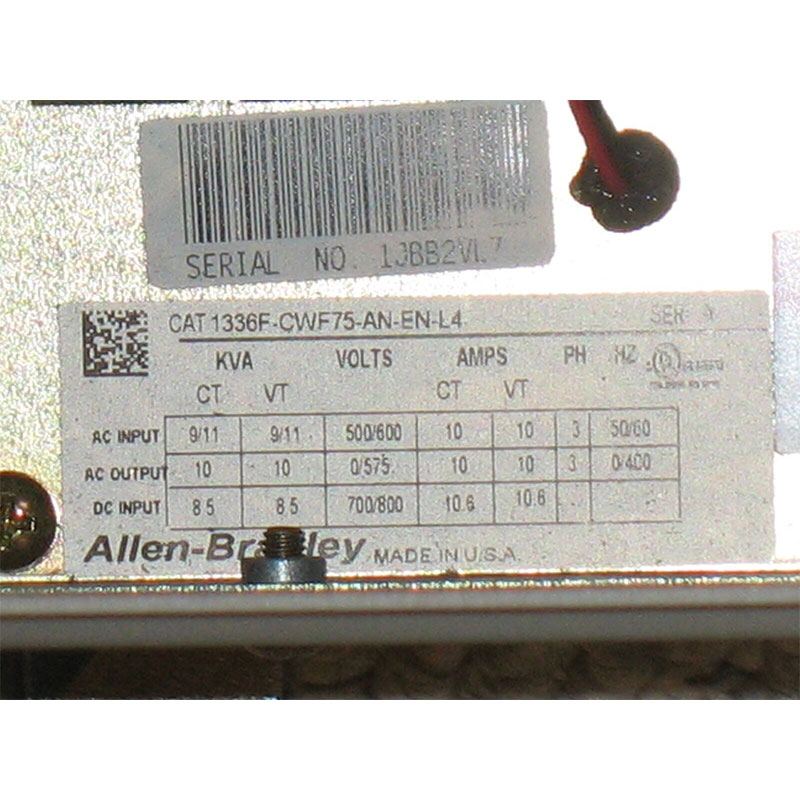 SERIAL NO. 1JBB2VL7
CAT 1336F-CWF75-AN-EN-L4 SER A
KVA VOLTS AMPS PH HZ
CT VT CT VT
AC INPUT 9/11 9/11 500/600 10 10 3 50/60
AC OUTPUT 10 10 0/575 10 10 3 0/400
DC INPUT 8.5 8.5 700/800 10.6 10.6
Allen-Bradley MADE IN U.S.A.